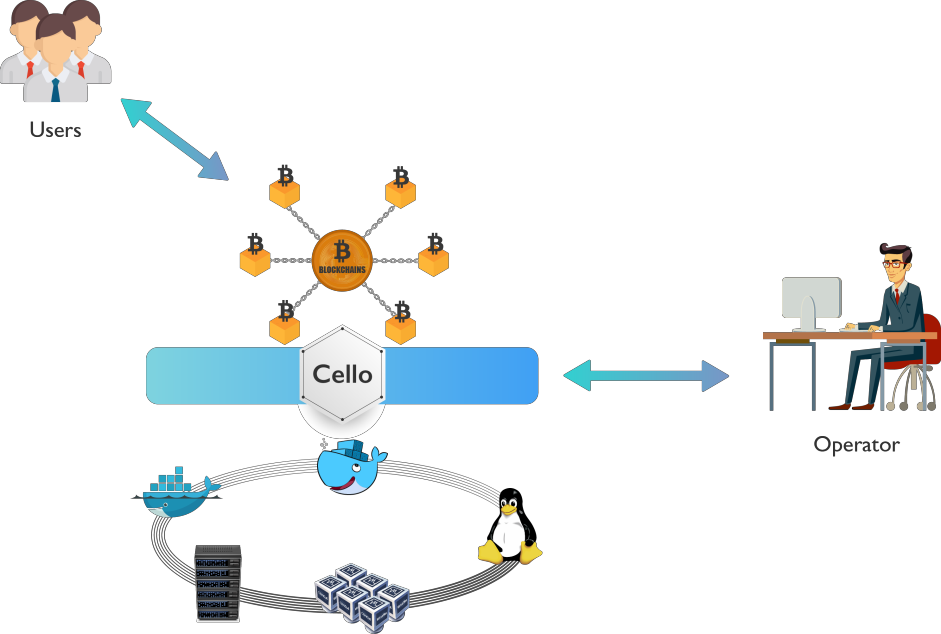 Users
BLOCKCHAINS
Cello
Operator